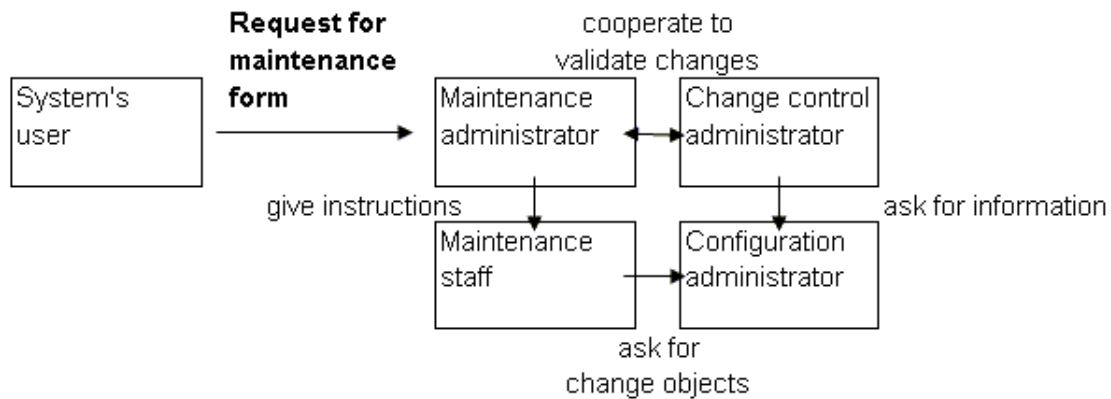 Request for
maintenance
form
cooperate to
validate changes
System's
user
Maintenance
administrator
Change control
administrator
give instructions
ask for information
Maintenance
staff
Configuration
administrator
ask for
change objects